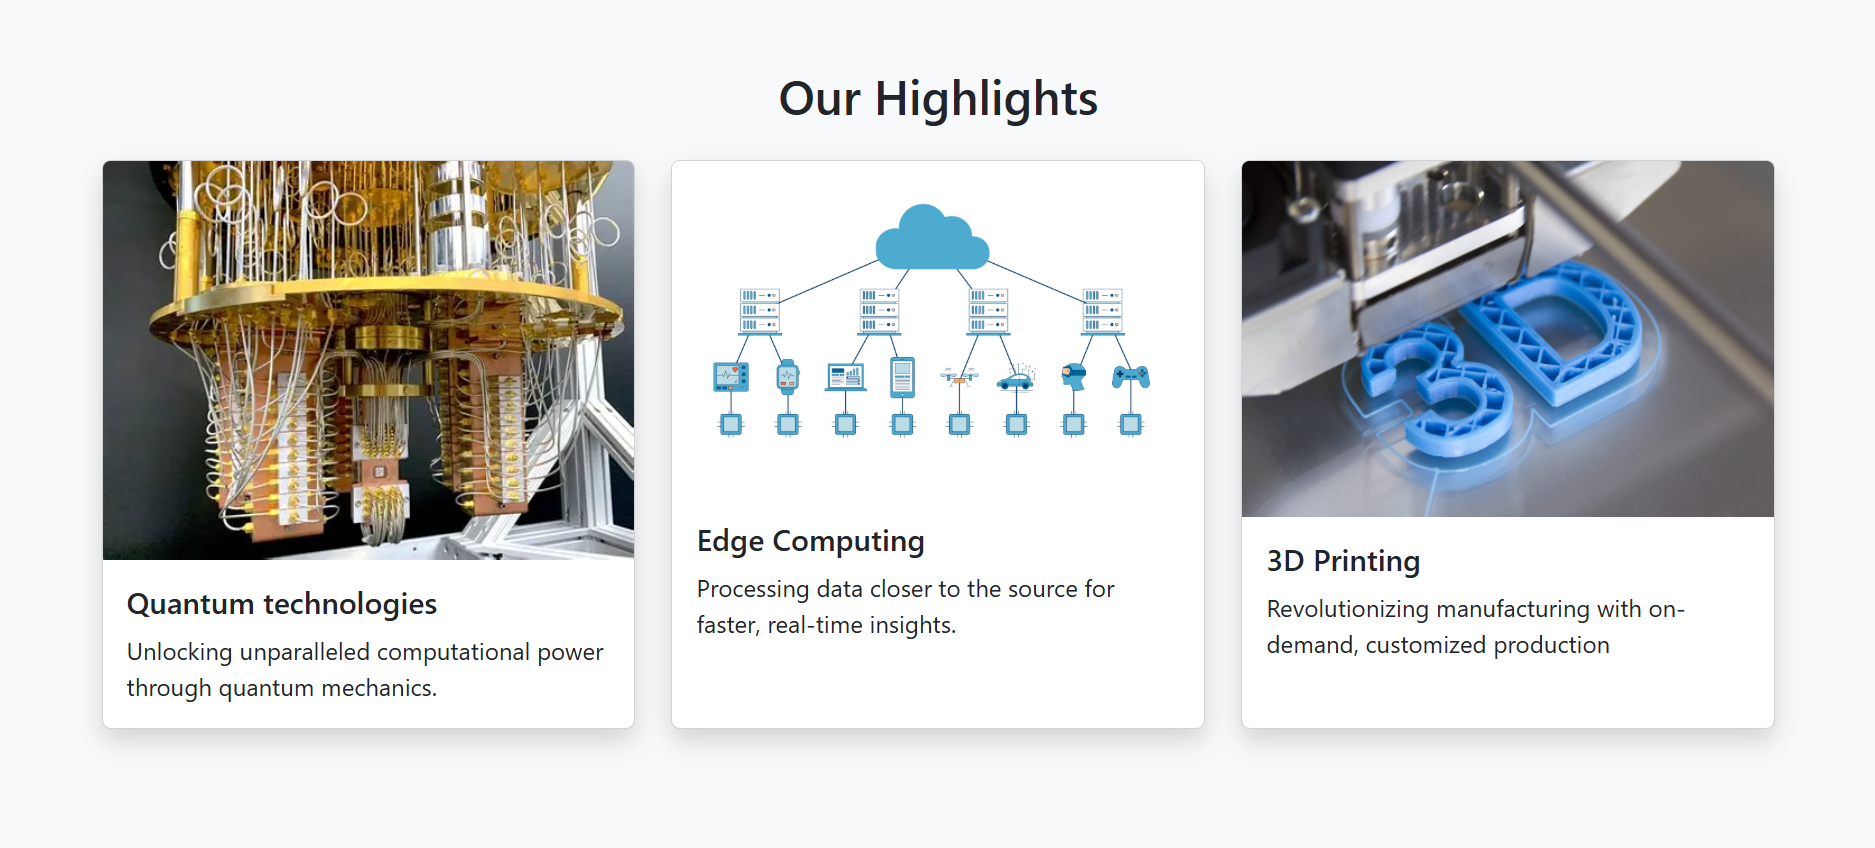 Our Highlights
Quantum technologies
Unlocking unparalleled computational power
through quantum mechanics.
Edge Computing
Processing data closer to the source for
faster, real-time insights.
3D
3D Printing
Revolutionizing manufacturing with on-
demand, customized production